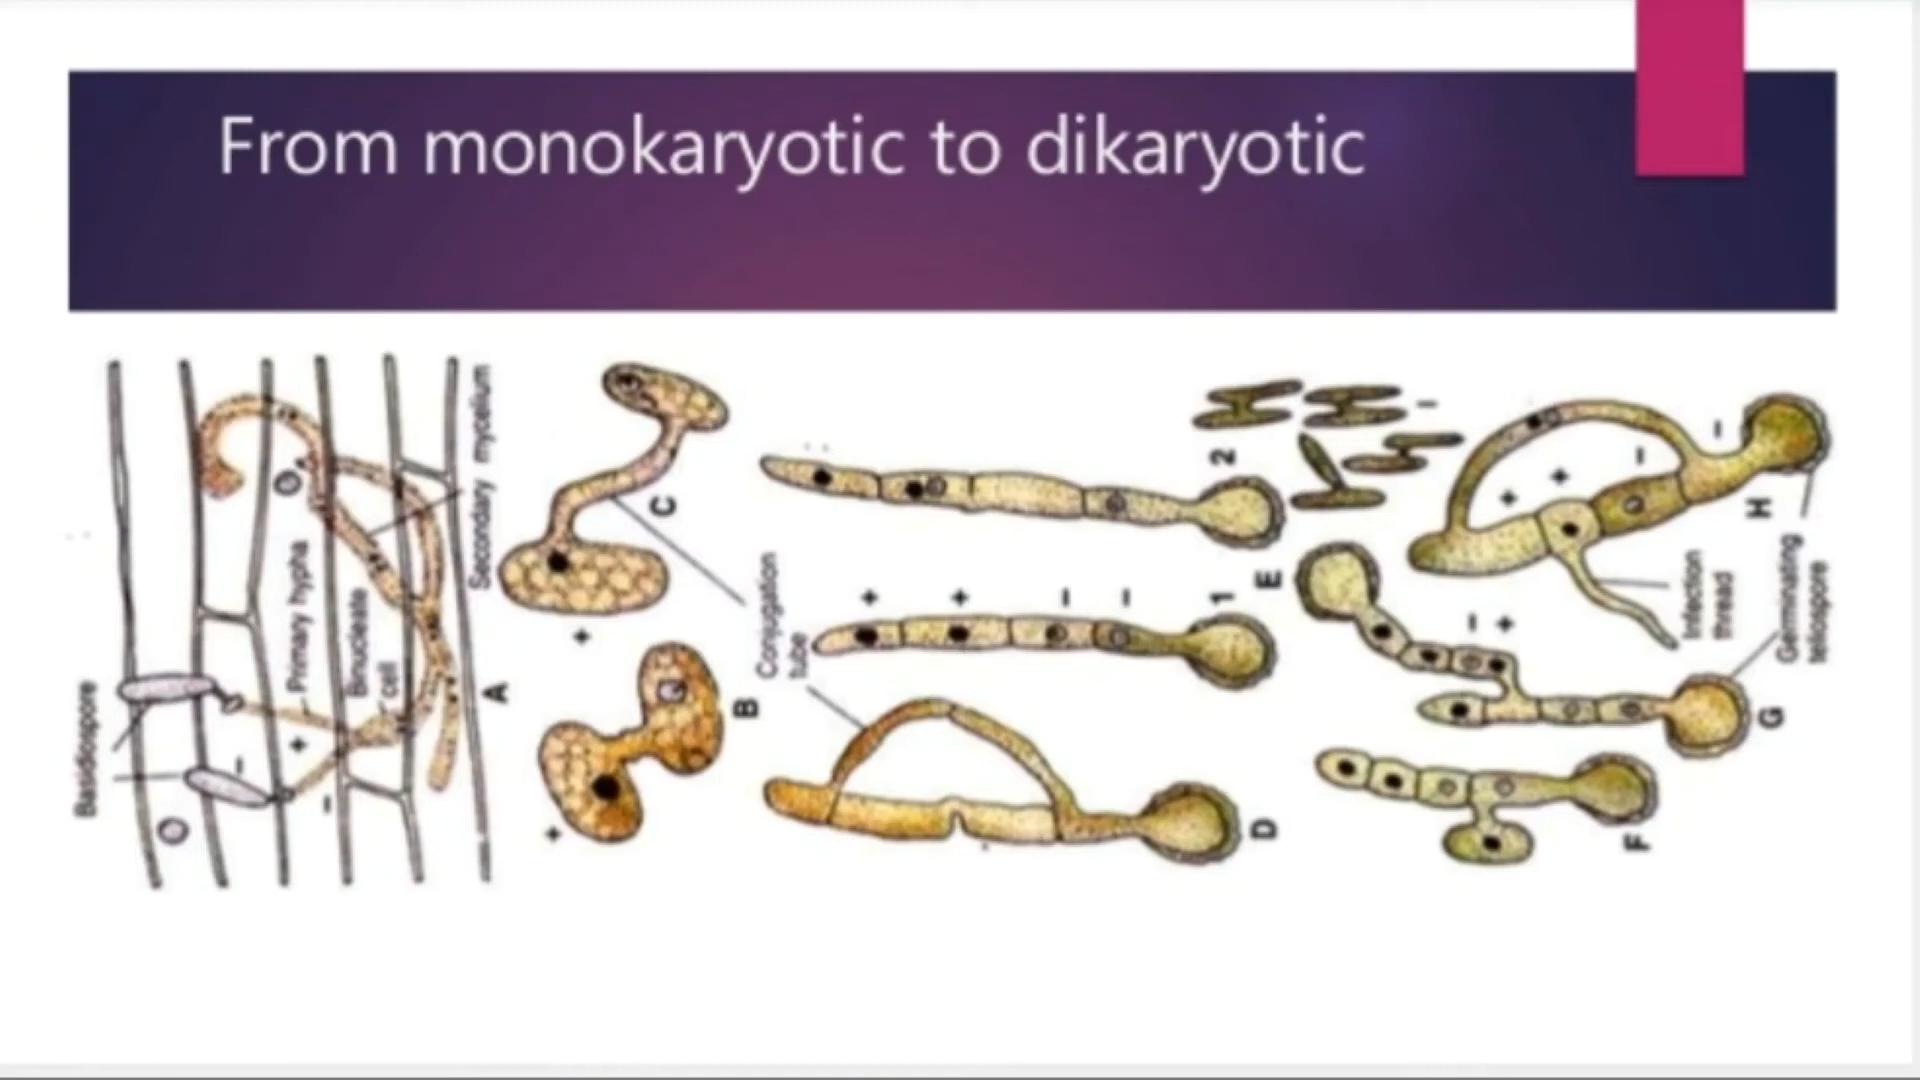 From monokaryotic to dikaryotic
Basidiospore
Primary hypha
Binucleate
cell
Secondary mycelium
A
B
C
Conjugation
tube
D
E
1
2
F
G
H
I
Infection
thread
Germinating
teliospore
+
−
−
+
+
+
+
−
−
−
+
+
+
−
−